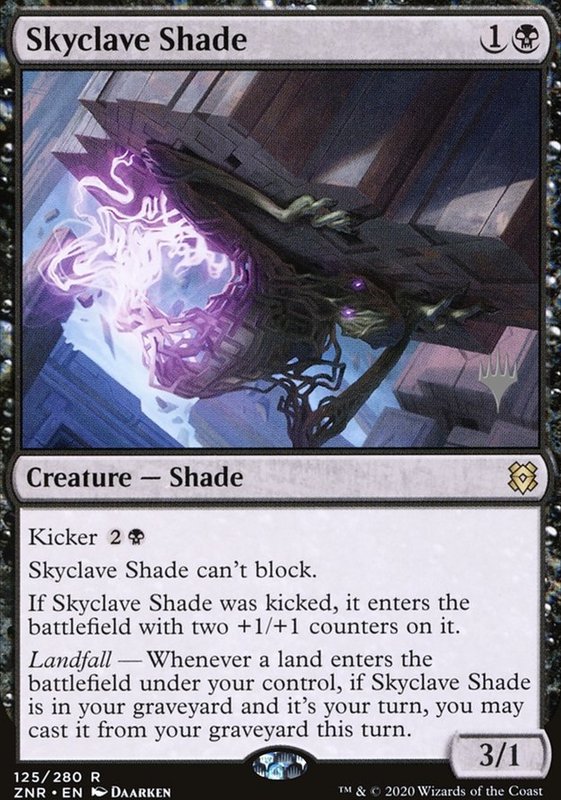 Skyclave Shade 1
Creature — Shade
Kicker 2
Skyclave Shade can't block.
If Skyclave Shade was kicked, it enters the
battlefield with two +1/+1 counters on it.
Landfall — Whenever a land enters the
battlefield under your control, if Skyclave Shade
is in your graveyard and it's your turn, you may
cast it from your graveyard this turn.
3/1
125/280 R
ZNR • EN DAARKEN
™ & © 2020 Wizards of the Coast